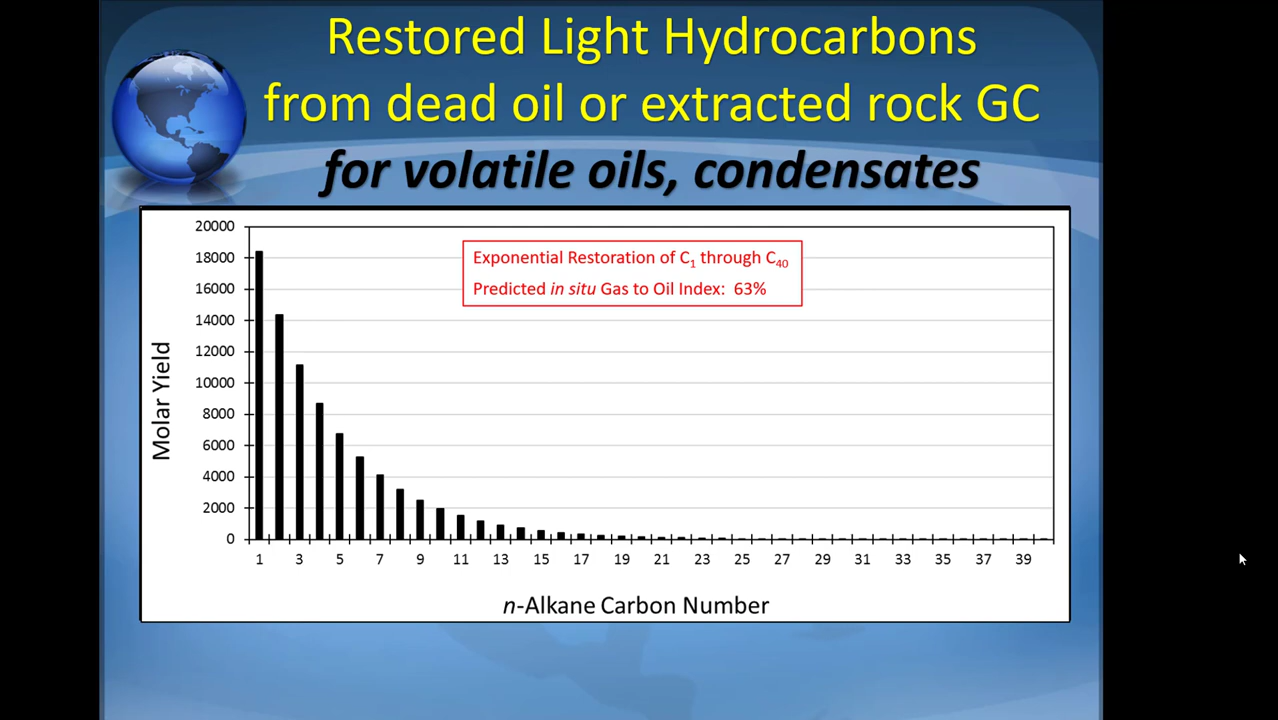 Restored Light Hydrocarbons
from dead oil or extracted rock GC
for volatile oils, condensates
Exponential Restoration of C1 through C40
Predicted in situ Gas to Oil Index: 63%
Molar Yield
20000
18000
16000
14000
12000
10000
8000
6000
4000
2000
0
1 3 5 7 9 11 13 15 17 19 21 23 25 27 29 31 33 35 37 39
n-Alkane Carbon Number